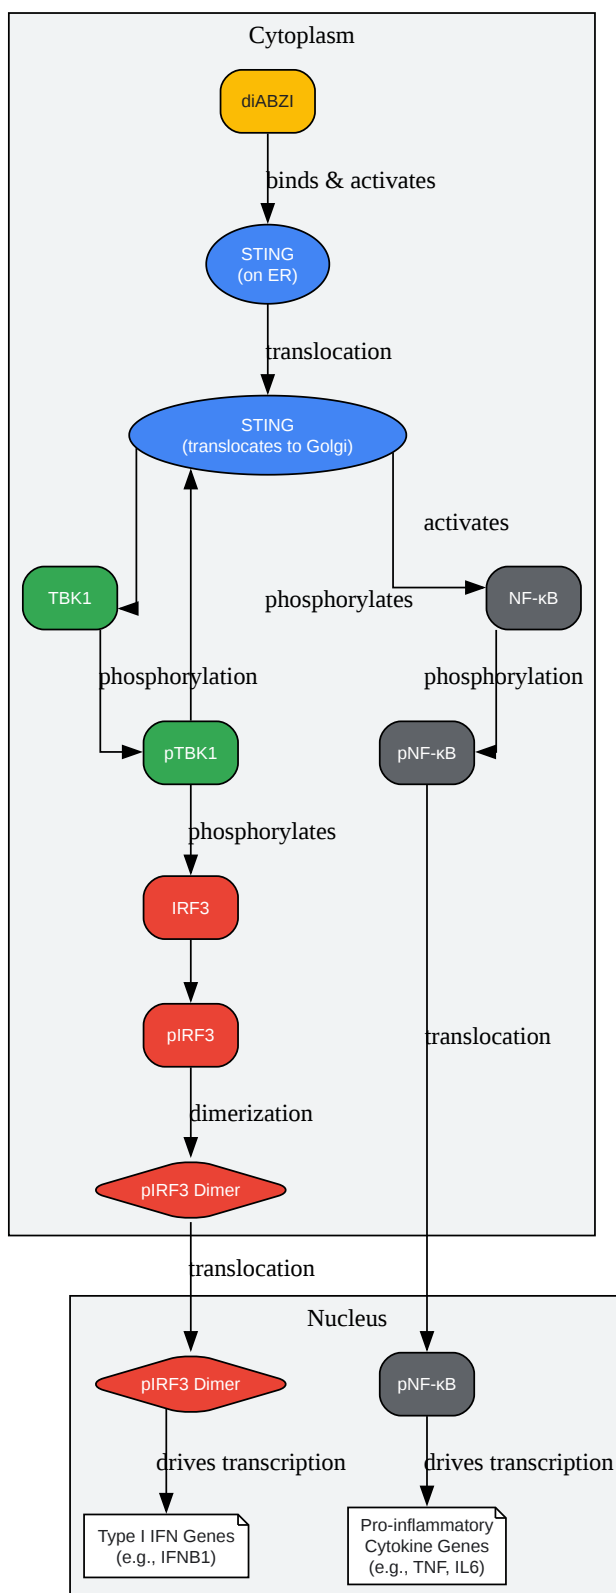 Cytoplasm
diABZI
binds & activates
STING
(on ER)
translocation
STING
(translocates to Golgi)
activates
TBK1
phosphorylates
NF-κB
phosphorylation
phosphorylation
pTBK1
pNF-κB
phosphorylates
IRF3
pIRF3
translocation
dimerization
pIRF3 Dimer
translocation
Nucleus
pIRF3 Dimer
pNF-κB
drives transcription
drives transcription
Type I IFN Genes
(e.g., IFNB1)
Pro-inflammatory
Cytokine Genes
(e.g., TNF, IL6)